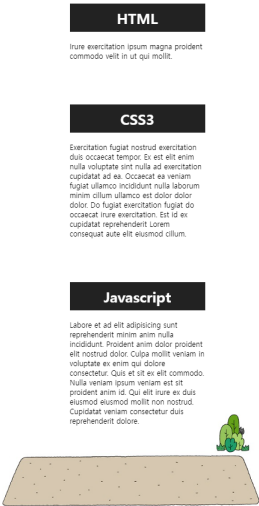 HTML
Irure exercitation ipsum magna proident
commodo velit in ut qui mollit.
CSS3
Exercitation fugiat nostrud exercitation
duis occaecat tempor. Ex est elit enim
nulla voluptate sint nulla ad exercitation
cupidatat ad ea. Occaecat ea veniam
fugiat ullamco incididunt nulla laborum
minim cillum ullamco est dolor dolor
dolor. Do fugiat exercitation fugiat do
occaecat irure exercitation. Est id ex
cupidatat reprehenderit Lorem
consequat aute elit eiusmod cillum.
Javascript
Labore et ad elit adipisicing sunt
reprehenderit minim anim nulla
incididunt. Proident anim dolor proident
elit nostrud dolor. Culpa mollit veniam in
voluptate ex enim qui dolore
consectetur. Quis et sit ex elit commodo.
Nulla veniam ipsum veniam est sit
proident anim id. Qui elit irure ex duis
eiusmod eiusmod mollit non nostrud.
Cupidatat veniam consectetur duis
reprehenderit dolore.